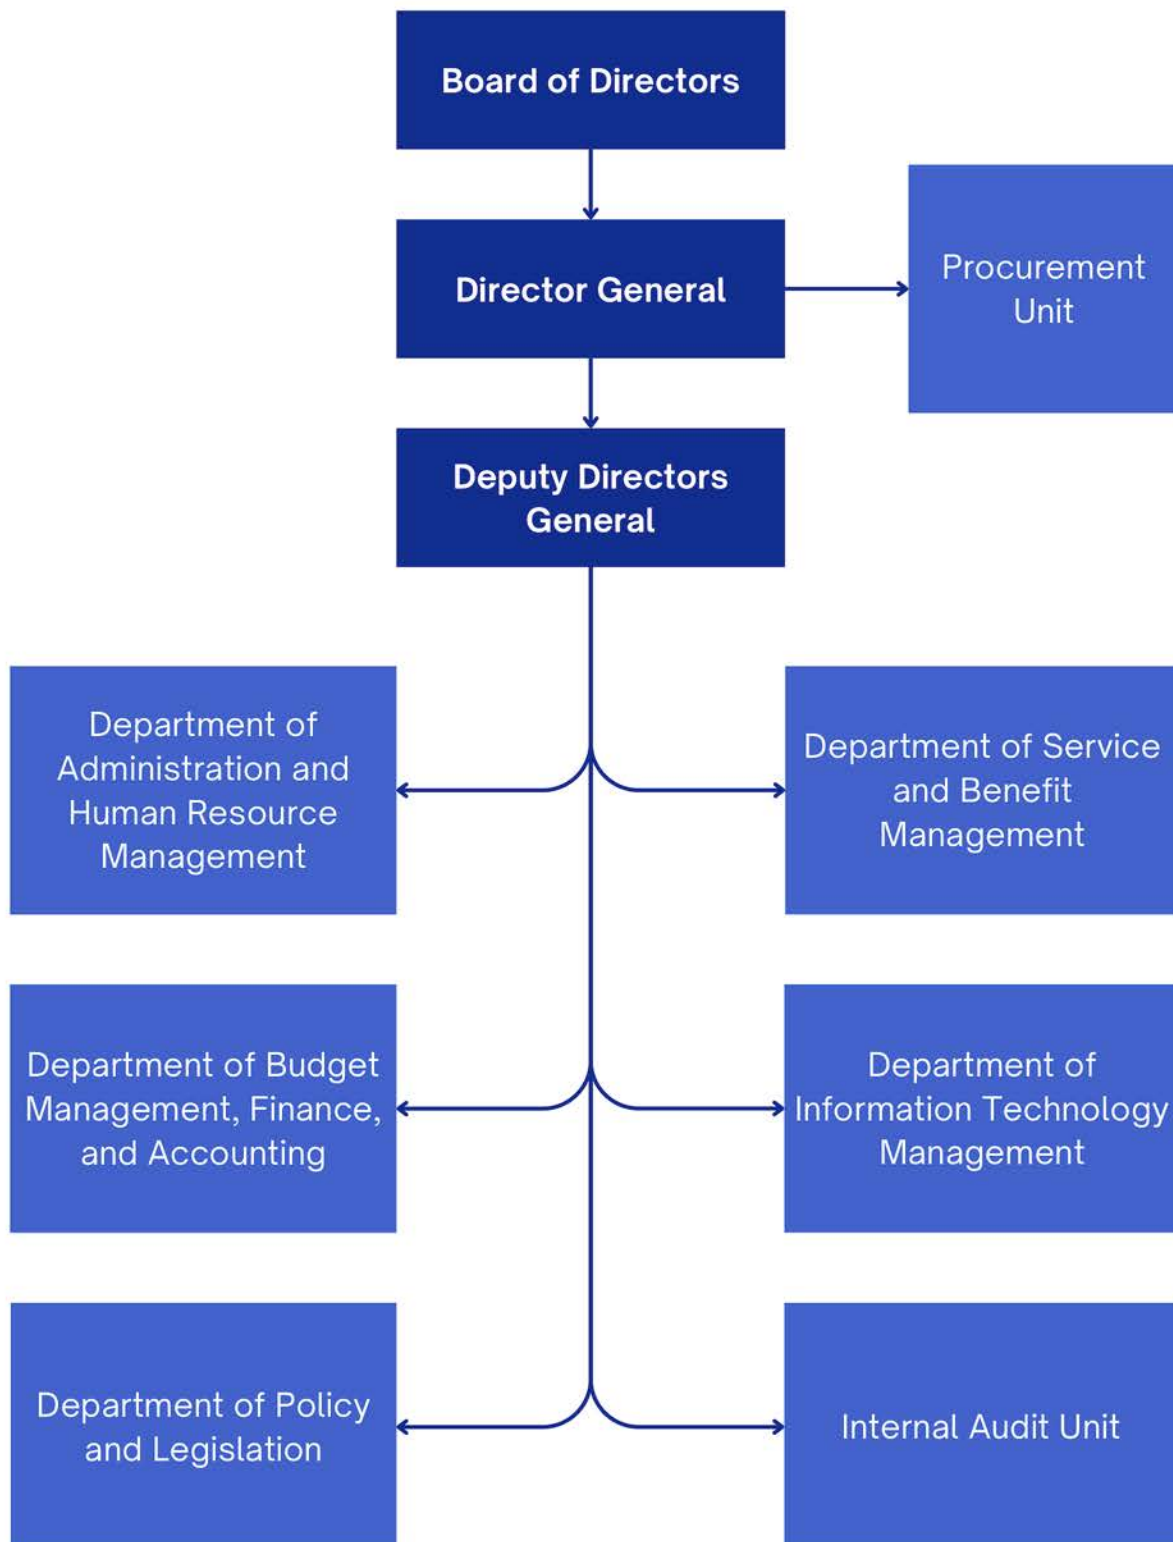 Board of Directors
Director General
Procurement
Unit
Deputy Directors
General
Department of
Administration and
Human Resource
Management
Department of Service
and Benefit
Management
Department of Budget
Management, Finance,
and Accounting
Department of
Information Technology
Management
Department of Policy
and Legislation
Internal Audit Unit